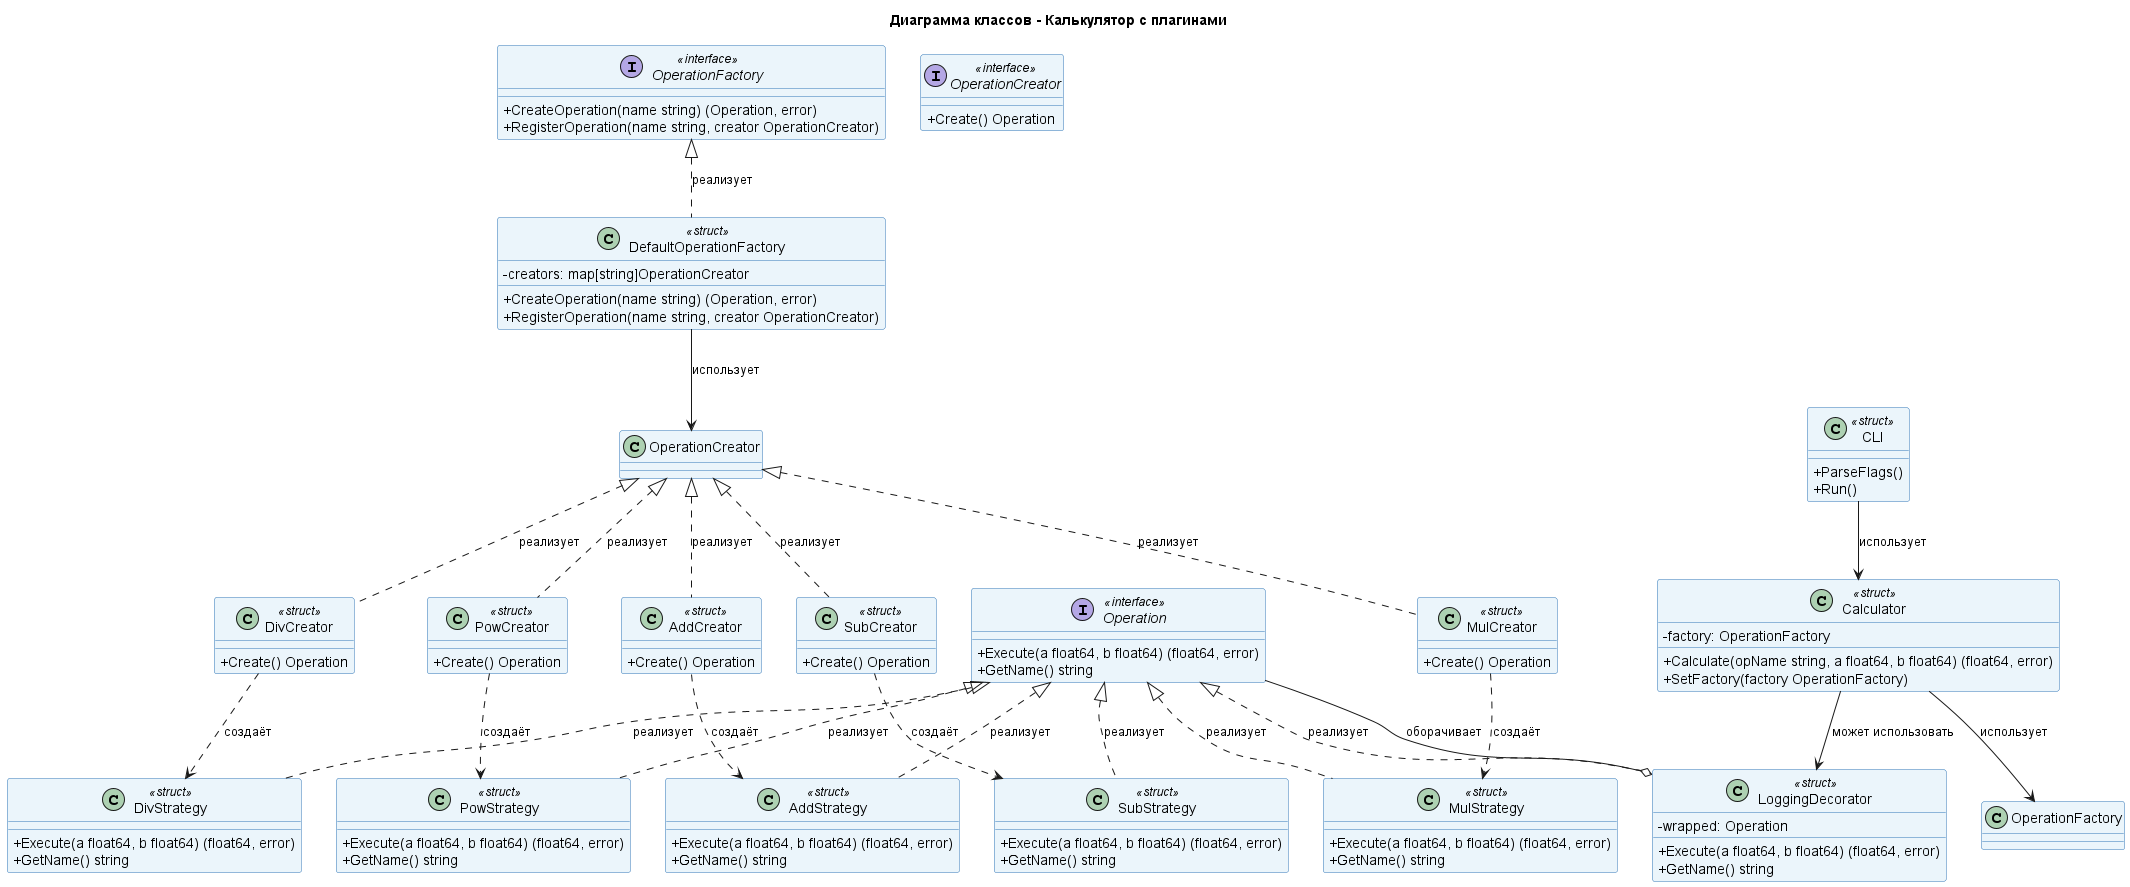 Диаграмма классов - Калькулятор с плагинами
«interface»
OperationFactory
+CreateOperation(name string) (Operation, error)
+RegisterOperation(name string, creator OperationCreator)
«interface»
OperationCreator
+Create() Operation
реализует
«struct»
DefaultOperationFactory
-creators: map[string]OperationCreator
+CreateOperation(name string) (Operation, error)
+RegisterOperation(name string, creator OperationCreator)
использует
OperationCreator
«struct»
CLI
+ParseFlags()
+Run()
реализует
реализует
реализует
реализует
реализует
использует
«struct»
DivCreator
+Create() Operation
«struct»
PowCreator
+Create() Operation
«struct»
AddCreator
+Create() Operation
«struct»
SubCreator
+Create() Operation
«interface»
Operation
+Execute(a float64, b float64) (float64, error)
+GetName() string
«struct»
MulCreator
+Create() Operation
«struct»
Calculator
-factory: OperationFactory
+Calculate(opName string, a float64, b float64) (float64, error)
+SetFactory(factory OperationFactory)
создаёт
создаёт
реализует
создаёт
реализует
создаёт
реализует
реализует
реализует
реализует
оборачивает
создаёт
может использовать
использует
«struct»
DivStrategy
+Execute(a float64, b float64) (float64, error)
+GetName() string
«struct»
PowStrategy
+Execute(a float64, b float64) (float64, error)
+GetName() string
«struct»
AddStrategy
+Execute(a float64, b float64) (float64, error)
+GetName() string
«struct»
SubStrategy
+Execute(a float64, b float64) (float64, error)
+GetName() string
«struct»
MulStrategy
+Execute(a float64, b float64) (float64, error)
+GetName() string
«struct»
LoggingDecorator
-wrapped: Operation
+Execute(a float64, b float64) (float64, error)
+GetName() string
OperationFactory